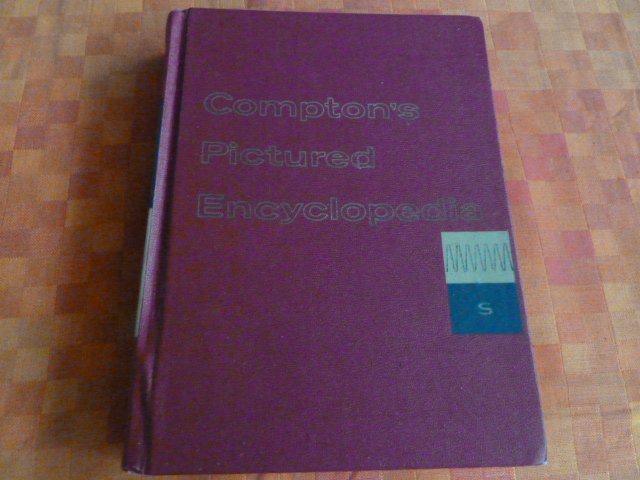 Compton's
Pictured
Encyclopedia
S